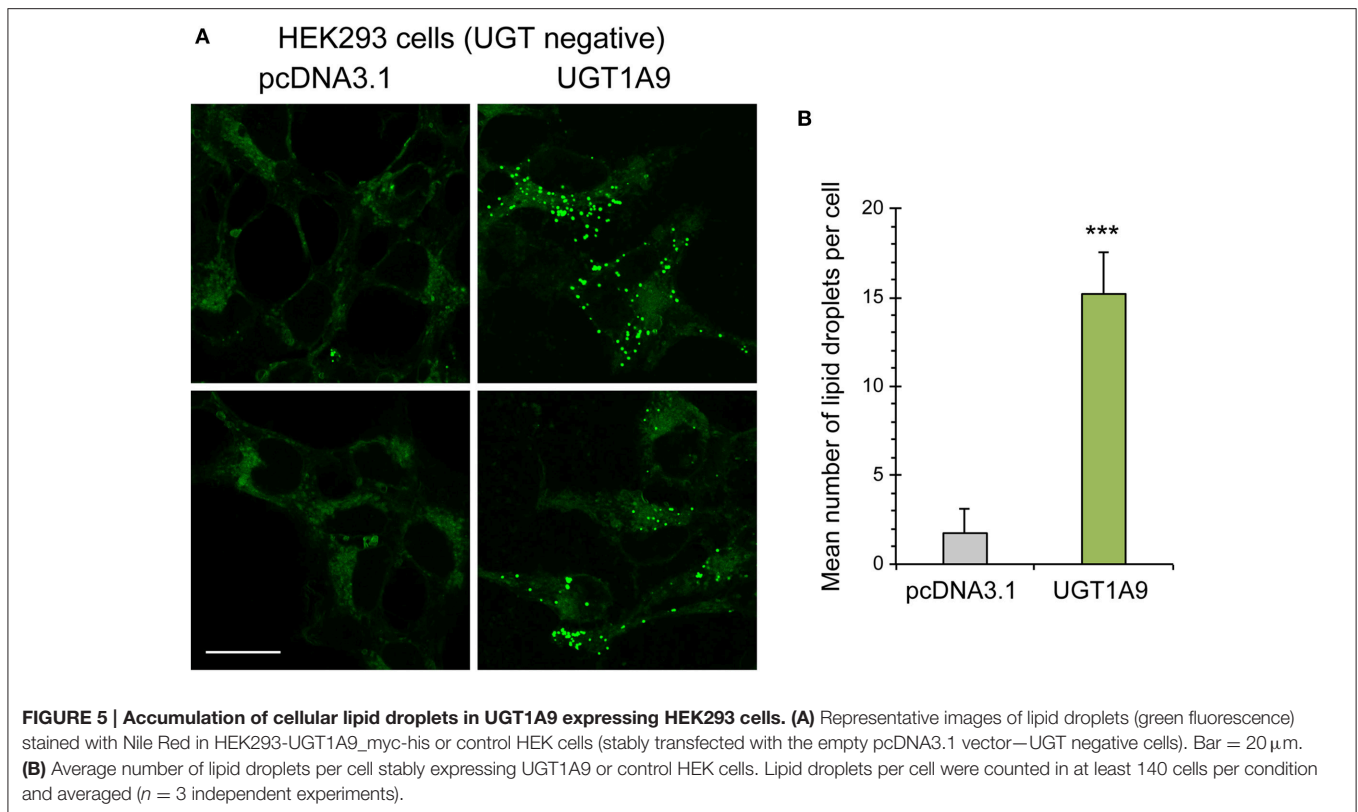 A
HEK293 cells (UGT negative)
pcDNA3.1 UGT1A9
B
Mean number of lipid droplets per cell
20
15
10
5
0
***
pcDNA3.1 UGT1A9
FIGURE 5 | Accumulation of cellular lipid droplets in UGT1A9 expressing HEK293 cells. (A) Representative images of lipid droplets (green fluorescence)
stained with Nile Red in HEK293-UGT1A9_myc-his or control HEK cells (stably transfected with the empty pcDNA3.1 vector—UGT negative cells). Bar = 20 μm.
(B) Average number of lipid droplets per cell stably expressing UGT1A9 or control HEK cells. Lipid droplets per cell were counted in at least 140 cells per condition
and averaged (n = 3 independent experiments).